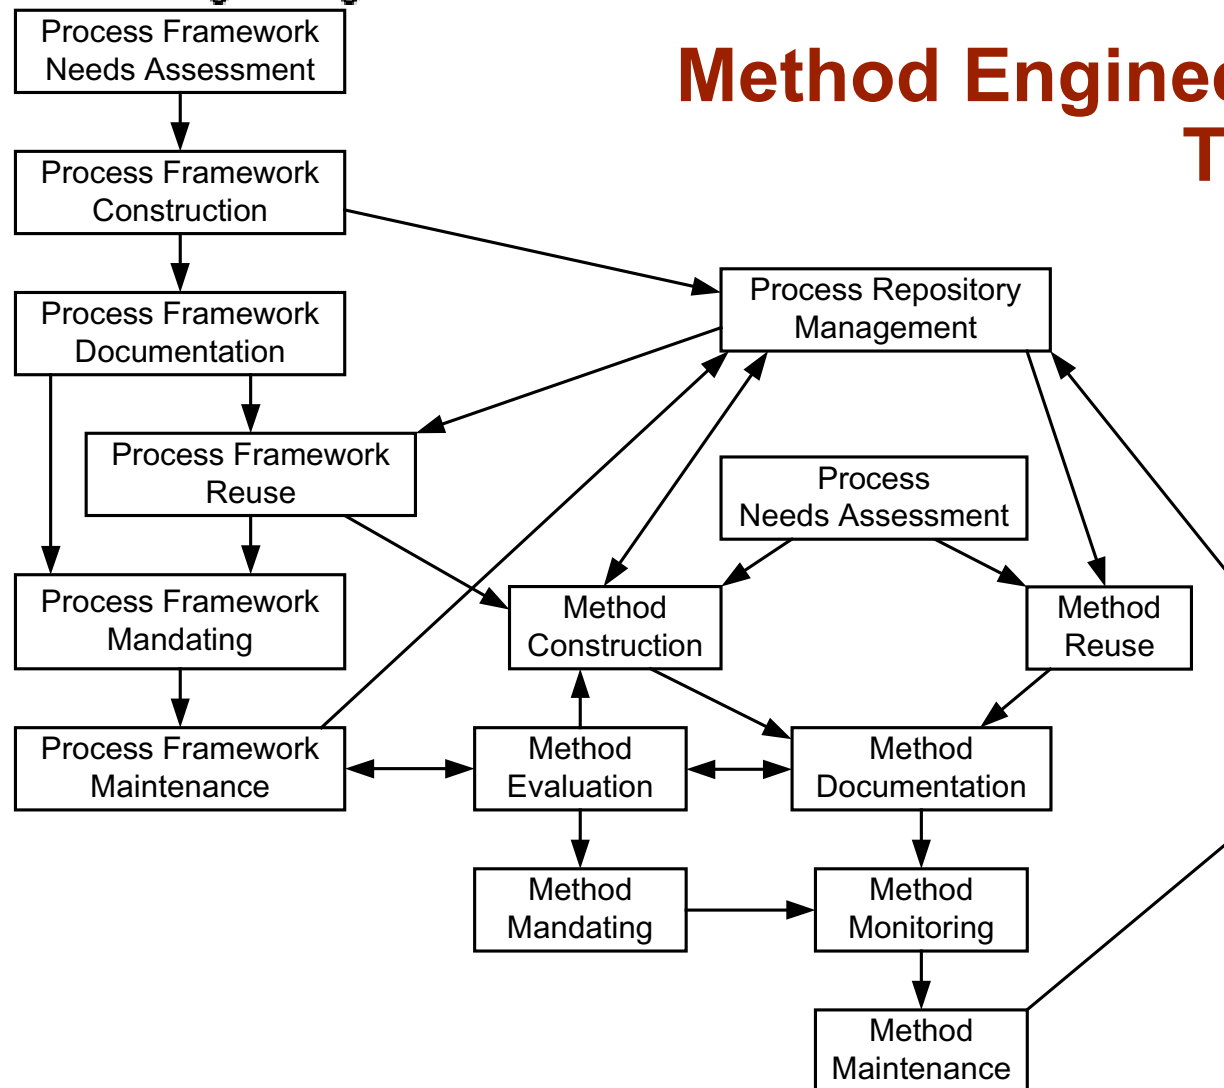 Process Framework
Needs Assessment
Method Enginee
T
Process Framework
Construction
Process Repository
Management
Process Framework
Documentation
Process Framework
Reuse
Process
Needs Assessment
Process Framework
Mandating
Method
Construction
Method
Reuse
Process Framework
Maintenance
Method
Evaluation
Method
Documentation
Method
Mandating
Method
Monitoring
Method
Maintenance